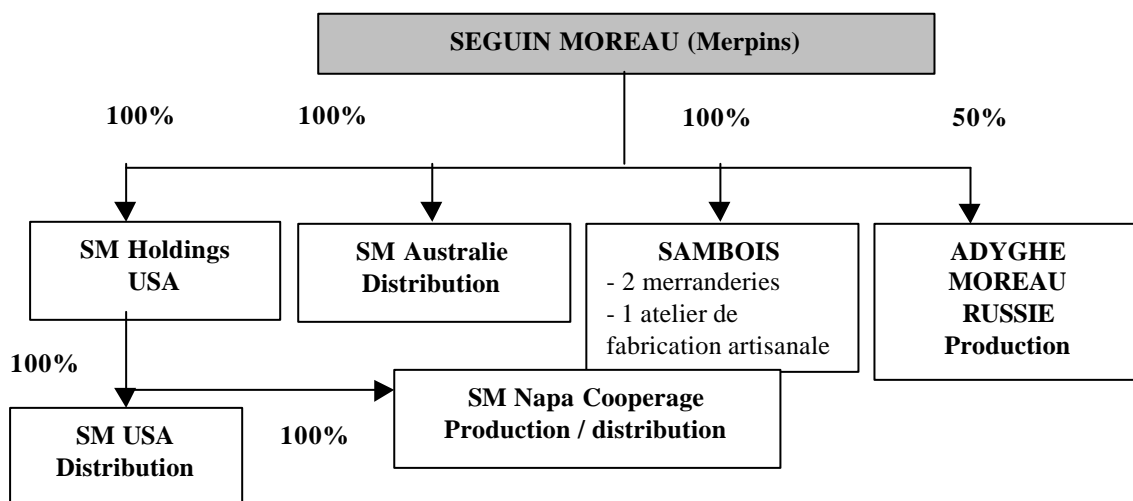 SEGUIN MOREAU (Merpins)
100%
100%
100%
50%
SM Holdings
USA
SM Australie
Distribution
SAMBOIS
- 2 merranderies
- 1 atelier de
fabrication artisanale
ADYGHE
MOREAU
RUSSIE
Production
100%
SM Napa Cooperage
Production / distribution
SM USA
Distribution
100%